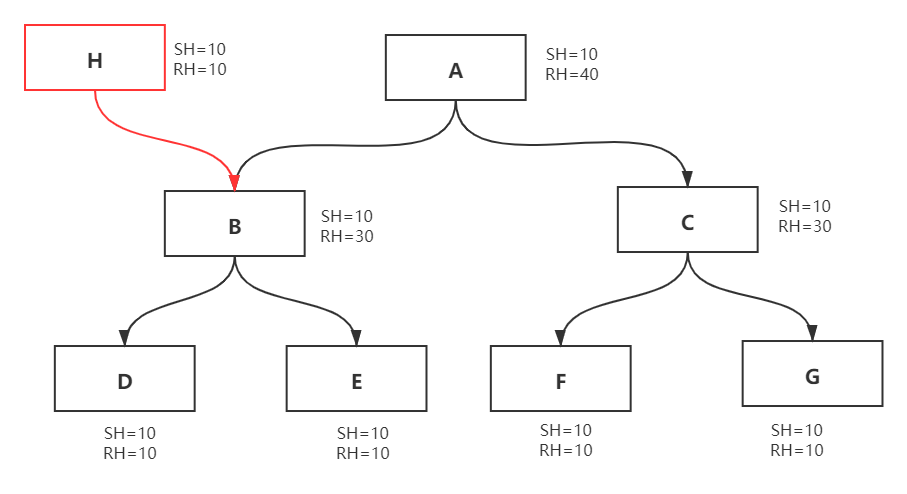 H
SH=10
RH=10
A
SH=10
RH=40
B
SH=10
RH=30
C
SH=10
RH=30
D
E
F
G
SH=10
RH=10
SH=10
RH=10
SH=10
RH=10
SH=10
RH=10